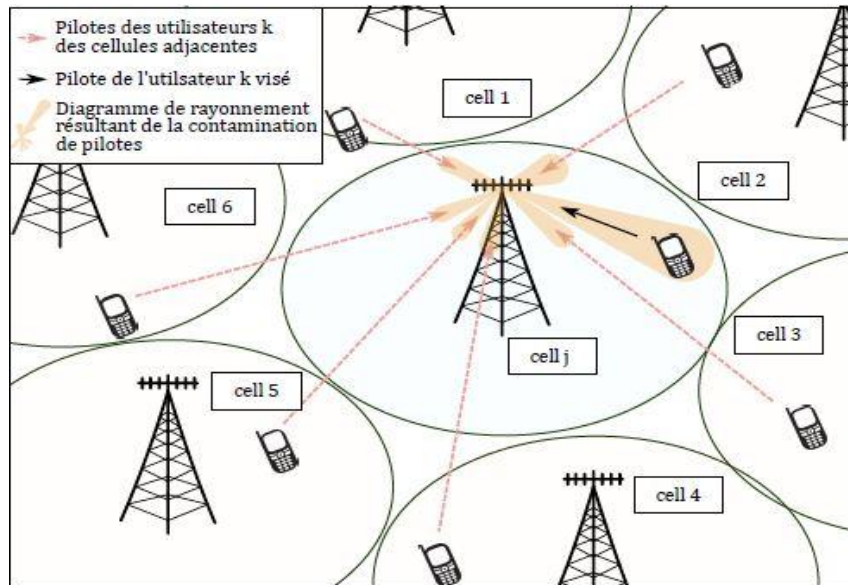 Pilotes des utilisateurs k
des cellules adjacentes
Pilote de l'utilsateur k visé
Diagramme de rayonnement
résultant de la contamination
de pilotes
cell 1
cell 2
cell 6
cell 3
cell j
cell 5
cell 4